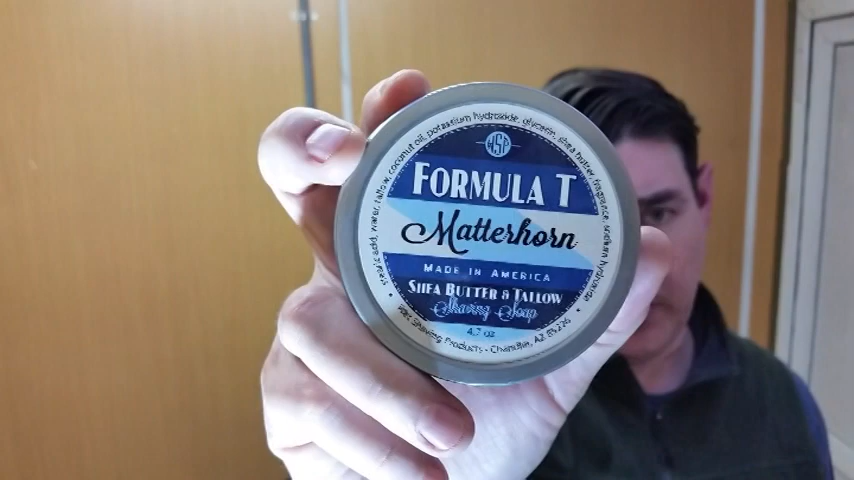 stearic acid, water, tallow, coconut oil, potassium hydroxide, glycerin, shea butter, fragrance, sodium hydroxide
HSP
FORMULA T
Matterhorn
MADE IN AMERICA
SHEA BUTTER & TALLOW
Shaving Soap
4.7 oz
Shaving Products - Chandler, AZ 85226